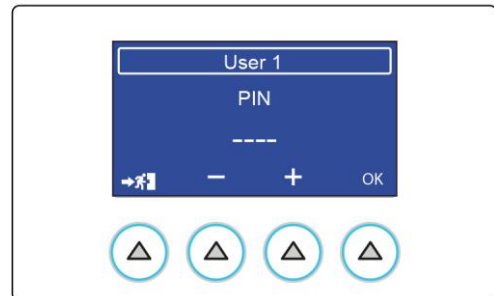 User 1
PIN
----
− + OK